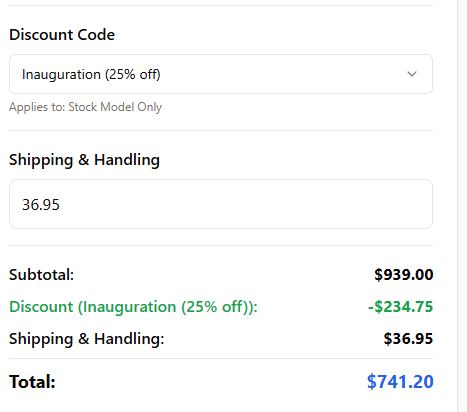 Discount Code
Inauguration (25% off)
Applies to: Stock Model Only
Shipping & Handling
36.95
Subtotal: $939.00
Discount (Inauguration (25% off)): -$234.75
Shipping & Handling: $36.95
Total: $741.20